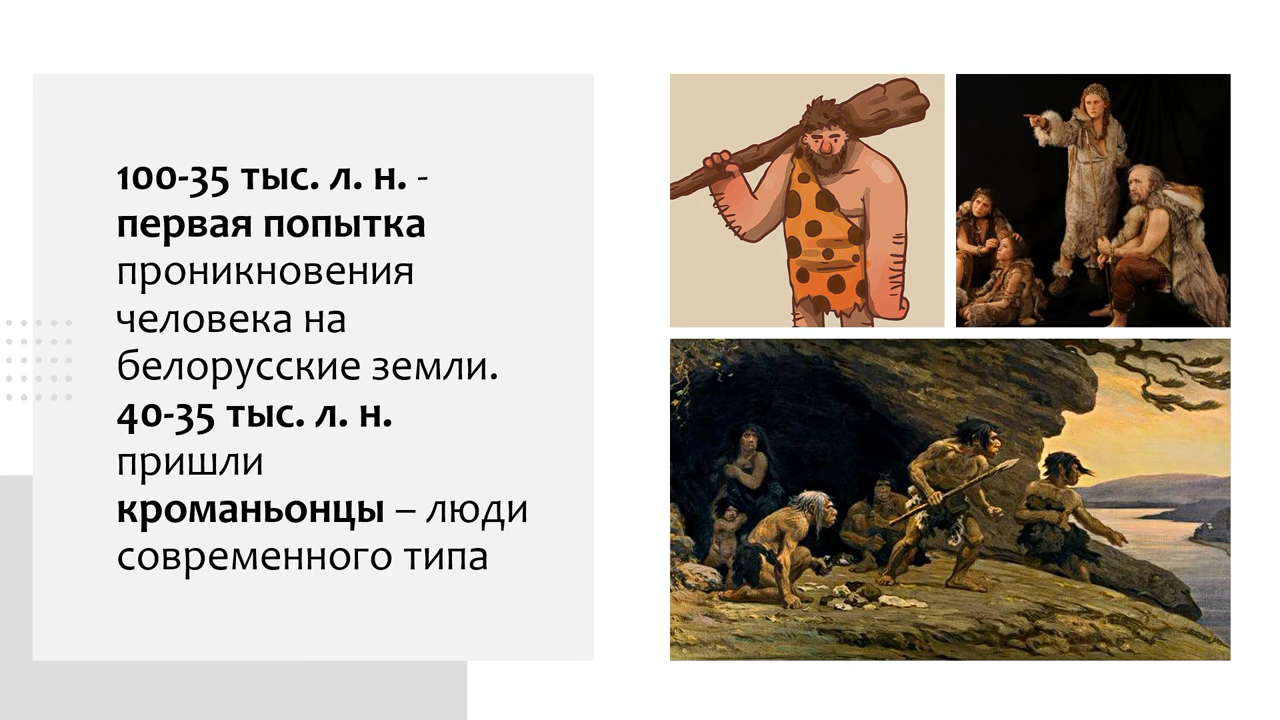 100-35 тыс. л. н. -
первая попытка
проникновения
человека на
белорусские земли.
40-35 тыс. л. н.
пришли
кроманьонцы – люди
современного типа